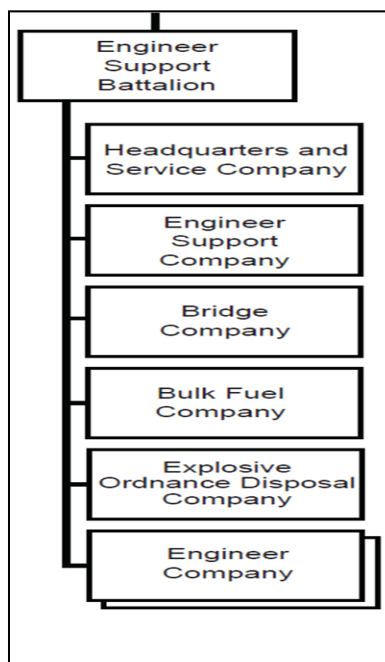 Engineer
Support
Battalion
Headquarters and
Service Company
Engineer
Support
Company
Bridge
Company
Bulk Fuel
Company
Explosive
Ordnance Disposal
Company
Engineer
Company